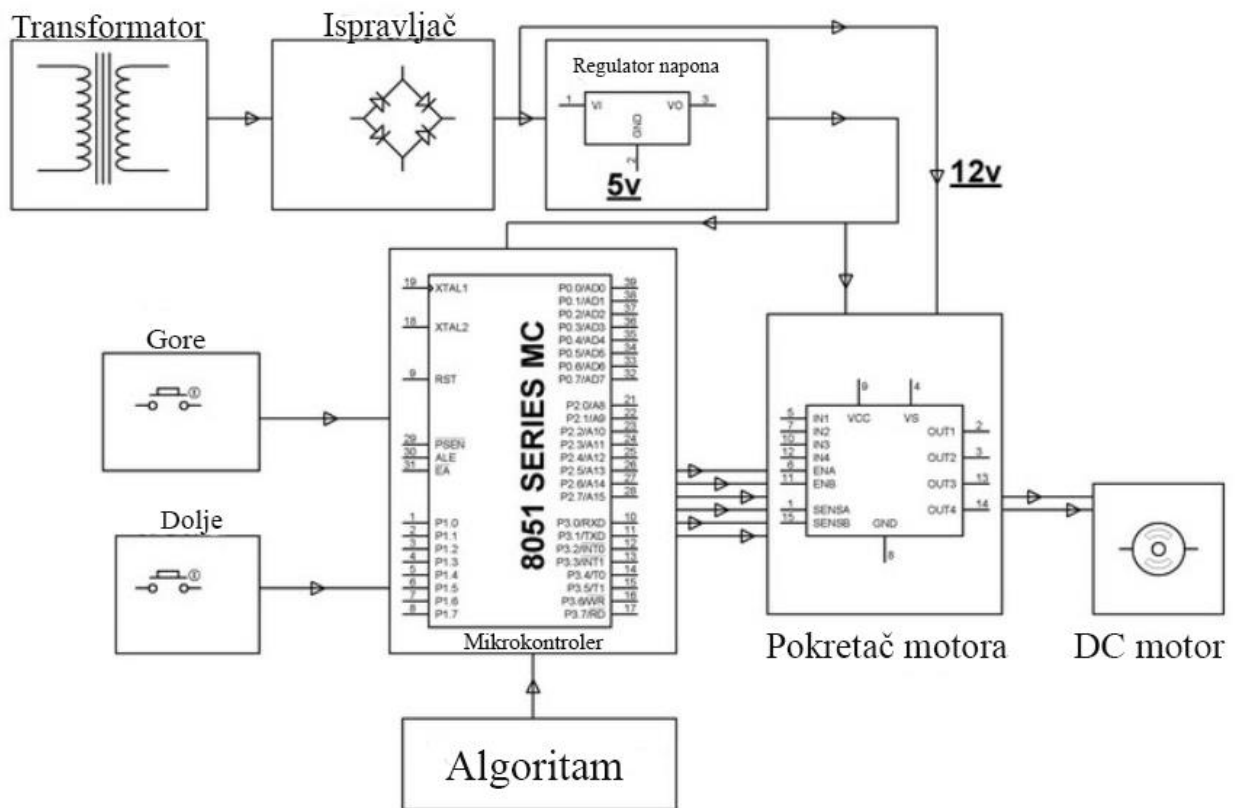 Transformator
Ispravljač
Regulator napona
1
VI
VO
3
GND
2
5v
12v
Gore
Dolje
19
XTAL1
18
XTAL2
9
RST
29
PSEN
30
ALE
31
EA
1
P1.0
2
P1.1
3
P1.2
4
P1.3
5
P1.4
6
P1.5
7
P1.6
8
P1.7
8051 SERIES MC
P0.0/AD0
39
P0.1/AD1
38
P0.2/AD2
37
P0.3/AD3
36
P0.4/AD4
35
P0.5/AD5
34
P0.6/AD6
33
P0.7/AD7
32
P2.0/A8
21
P2.1/A9
22
P2.2/A10
23
P2.3/A11
24
P2.4/A12
25
P2.5/A13
26
P2.6/A14
27
P2.7/A15
28
P3.0/RXD
10
P3.1/TXD
11
P3.2/INT0
12
P3.3/INT1
13
P3.4/T0
14
P3.5/T1
15
P3.6/WR
16
P3.7/RD
17
Mikrokontroler
9
VCC
4
VS
5
IN1
7
IN2
10
IN3
12
IN4
6
ENA
11
ENB
1
SENSA
15
SENSB
GND
8
OUT1
2
OUT2
3
OUT3
13
OUT4
14
Pokretač motora
DC motor
Algoritam